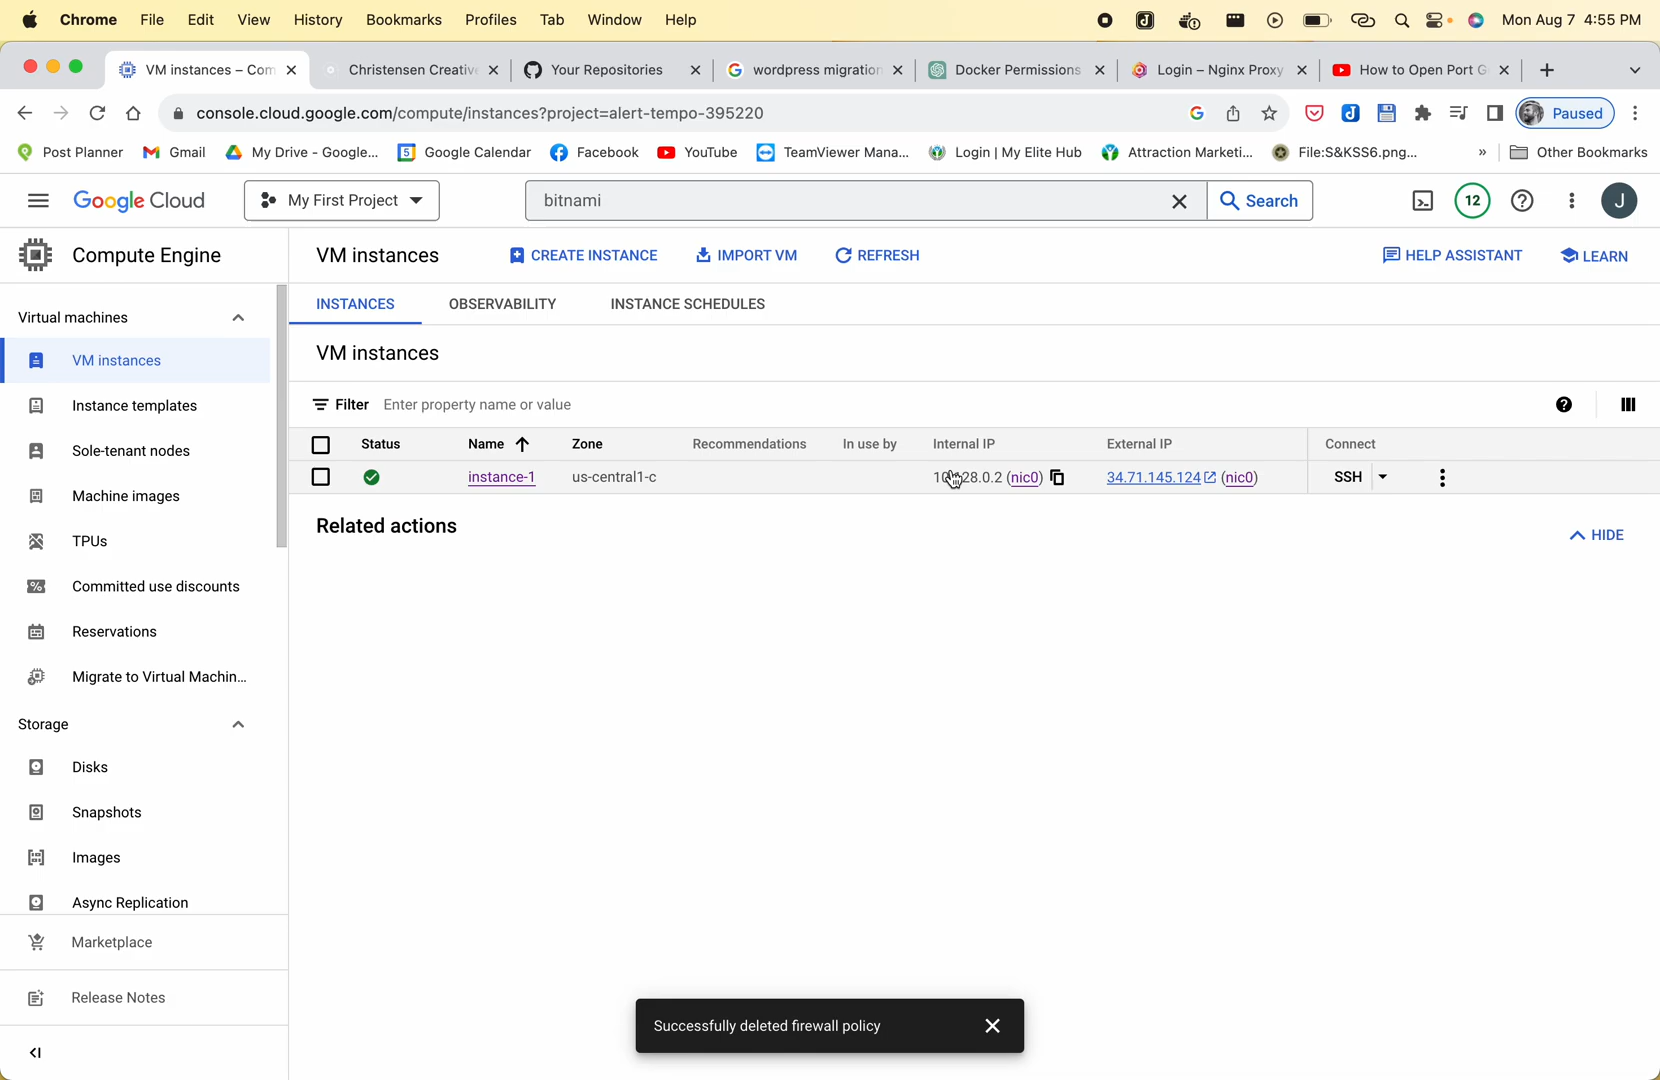 Chrome File Edit View History Bookmarks Profiles Tab Window Help Mon Aug 7 4:55 PM
VM instances – Com Christensen Creative Your Repositories wordpress migration Docker Permissions Login – Nginx Proxy How to Open Port G
console.cloud.google.com/compute/instances?project=alert-tempo-395220 Paused
Post Planner Gmail My Drive - Google... Google Calendar Facebook YouTube TeamViewer Mana... Login | My Elite Hub Attraction Marketi... File:S&KSS6.png... » Other Bookmarks
Google Cloud My First Project bitnami Search 12 J
Compute Engine VM instances CREATE INSTANCE IMPORT VM REFRESH HELP ASSISTANT LEARN
INSTANCES OBSERVABILITY INSTANCE SCHEDULES
Virtual machines
VM instances
Instance templates
Sole-tenant nodes
Machine images
TPUs
Committed use discounts
Reservations
Migrate to Virtual Machin...
Storage
Disks
Snapshots
Images
Async Replication
Marketplace
Release Notes
VM instances
Filter Enter property name or value
Status Name Zone Recommendations In use by Internal IP External IP Connect
instance-1 us-central1-c (nic0) 34.71.145.124 (nic0) SSH
Related actions
HIDE
Successfully deleted firewall policy